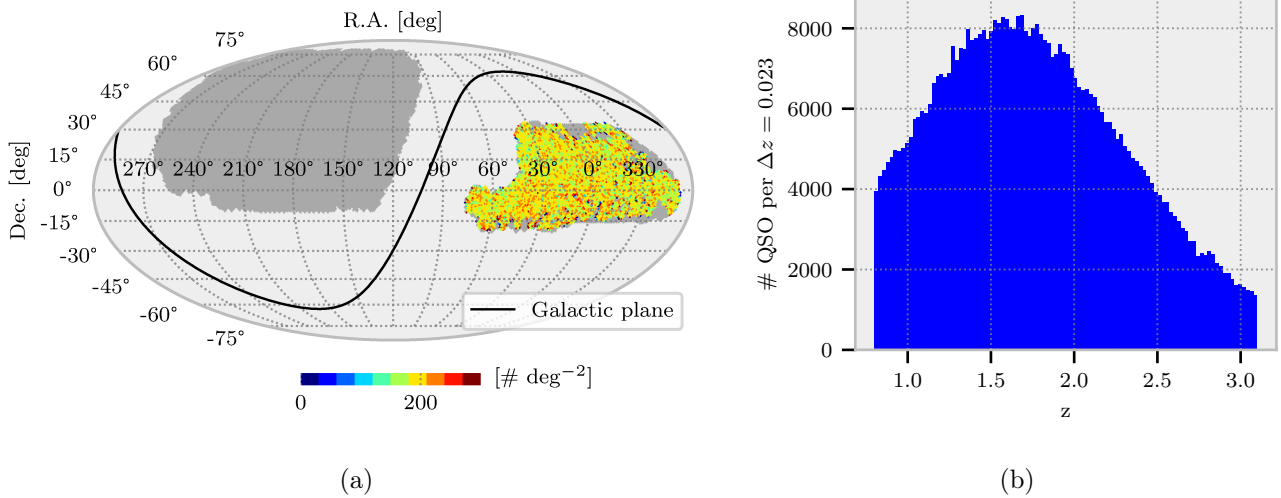 R.A. [deg]
75°
60°
45°
30°
15°
0°
-15°
-30°
-45°
-60°
-75°
Dec. [deg]
270° 240° 210° 180° 150° 120° 90° 60° 30° 0° 330°
Galactic plane
[# deg⁻²]
0 200
(a)
# QSO per Δz = 0.023
8000
6000
4000
2000
0
1.0 1.5 2.0 2.5 3.0
z
(b)